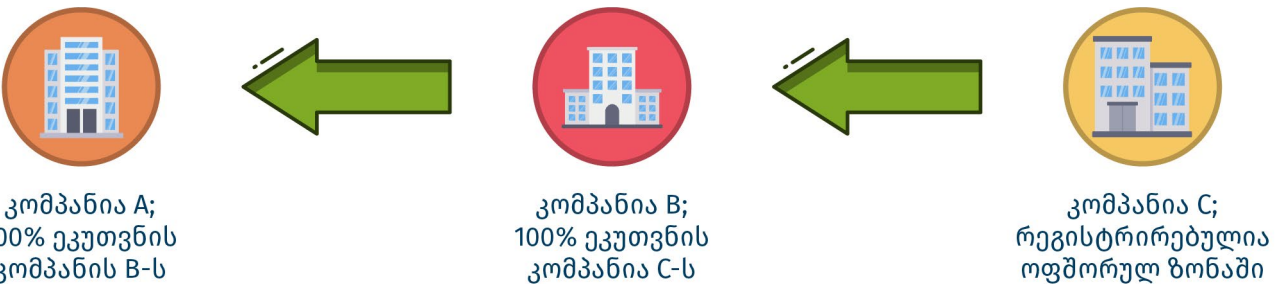 კომპანია A;
00% ეკუთვნის
კომპანის B-ს
კომპანია B;
100% ეკუთვნის
კომპანია C-ს
კომპანია C;
რეგისტრირებულია
ოფშორულ ზონაში